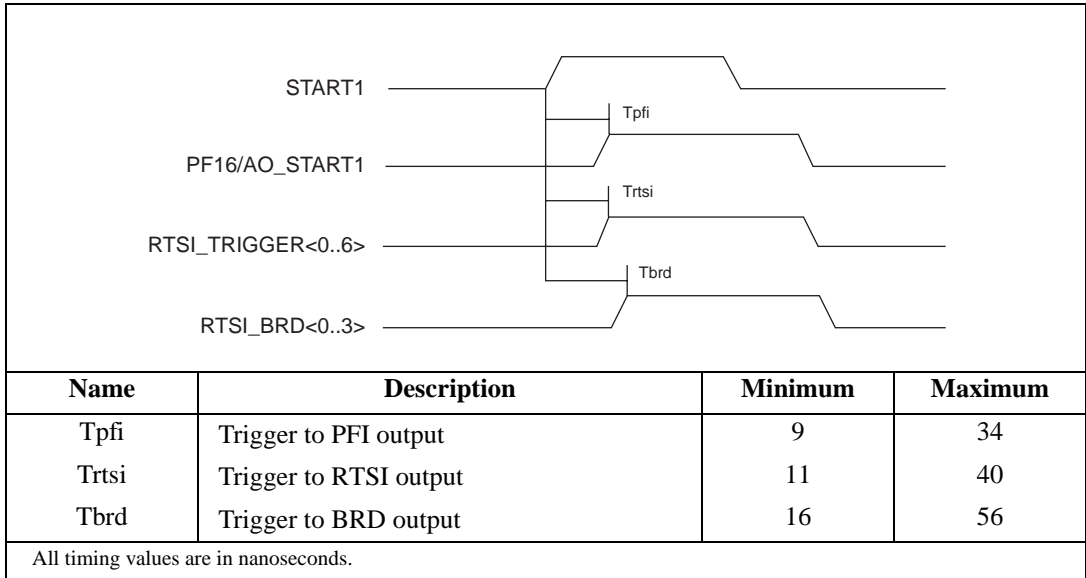 START1
Tpfi
PF16/AO_START1
Trtsi
RTSI_TRIGGER<0..6>
Tbrd
RTSI_BRD<0..3>
Name Description Minimum Maximum
Tpfi Trigger to PFI output 9 34
Trtsi Trigger to RTSI output 11 40
Tbrd Trigger to BRD output 16 56
All timing values are in nanoseconds.